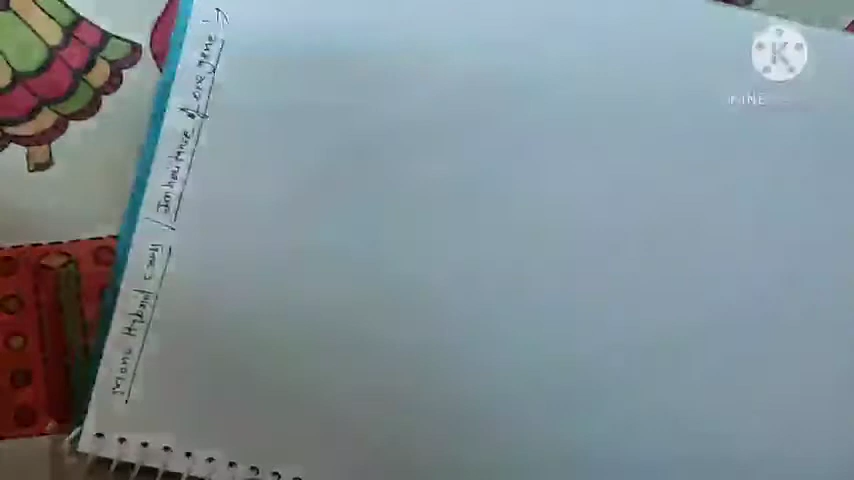 Mono Hybrid cross / Inheritance of one gene :→
K
KINE